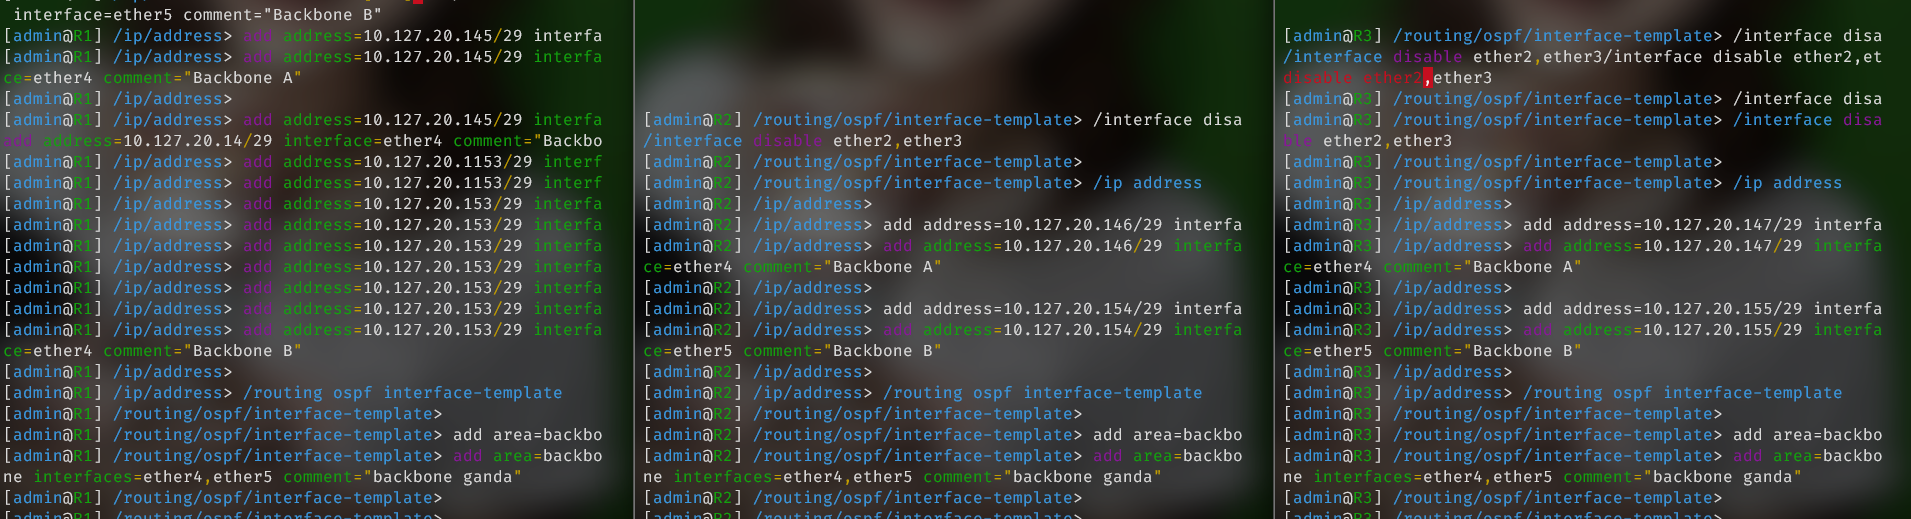 interface=ether5 comment="Backbone B"
[admin@R1] /ip/address> add address=10.127.20.145/29 interfa
[admin@R1] /ip/address> add address=10.127.20.145/29 interfa
ce=ether4 comment="Backbone A"
[admin@R1] /ip/address>
[admin@R1] /ip/address> add address=10.127.20.145/29 interfa
add address=10.127.20.14/29 interface=ether4 comment="Backbo
[admin@R1] /ip/address> add address=10.127.20.1153/29 interf
[admin@R1] /ip/address> add address=10.127.20.1153/29 interf
[admin@R1] /ip/address> add address=10.127.20.153/29 interfa
[admin@R1] /ip/address> add address=10.127.20.153/29 interfa
[admin@R1] /ip/address> add address=10.127.20.153/29 interfa
[admin@R1] /ip/address> add address=10.127.20.153/29 interfa
[admin@R1] /ip/address> add address=10.127.20.153/29 interfa
[admin@R1] /ip/address> add address=10.127.20.153/29 interfa
[admin@R1] /ip/address> add address=10.127.20.153/29 interfa
ce=ether4 comment="Backbone B"
[admin@R1] /ip/address>
[admin@R1] /ip/address> /routing ospf interface-template
[admin@R1] /routing/ospf/interface-template>
[admin@R1] /routing/ospf/interface-template> add area=backbo
[admin@R1] /routing/ospf/interface-template> add area=backbo
ne interfaces=ether4,ether5 comment="backbone ganda"
[admin@R1] /routing/ospf/interface-template>
[admin@R2] /routing/ospf/interface-template> /interface disa
/interface disable ether2,ether3
[admin@R2] /routing/ospf/interface-template>
[admin@R2] /routing/ospf/interface-template> /ip address
[admin@R2] /ip/address>
[admin@R2] /ip/address> add address=10.127.20.146/29 interfa
[admin@R2] /ip/address> add address=10.127.20.146/29 interfa
ce=ether4 comment="Backbone A"
[admin@R2] /ip/address>
[admin@R2] /ip/address> add address=10.127.20.154/29 interfa
[admin@R2] /ip/address> add address=10.127.20.154/29 interfa
ce=ether5 comment="Backbone B"
[admin@R2] /ip/address>
[admin@R2] /ip/address> /routing ospf interface-template
[admin@R2] /routing/ospf/interface-template>
[admin@R2] /routing/ospf/interface-template> add area=backbo
[admin@R2] /routing/ospf/interface-template> add area=backbo
ne interfaces=ether4,ether5 comment="backbone ganda"
[admin@R2] /routing/ospf/interface-template>
[admin@R3] /routing/ospf/interface-template> /interface disa
/interface disable ether2,ether3/interface disable ether2,et
disable ether2,ether3
[admin@R3] /routing/ospf/interface-template> /interface disa
[admin@R3] /routing/ospf/interface-template> /interface disa
ble ether2,ether3
[admin@R3] /routing/ospf/interface-template>
[admin@R3] /routing/ospf/interface-template> /ip address
[admin@R3] /ip/address>
[admin@R3] /ip/address> add address=10.127.20.147/29 interfa
[admin@R3] /ip/address> add address=10.127.20.147/29 interfa
ce=ether4 comment="Backbone A"
[admin@R3] /ip/address>
[admin@R3] /ip/address> add address=10.127.20.155/29 interfa
[admin@R3] /ip/address> add address=10.127.20.155/29 interfa
ce=ether5 comment="Backbone B"
[admin@R3] /ip/address>
[admin@R3] /ip/address> /routing ospf interface-template
[admin@R3] /routing/ospf/interface-template>
[admin@R3] /routing/ospf/interface-template> add area=backbo
[admin@R3] /routing/ospf/interface-template> add area=backbo
ne interfaces=ether4,ether5 comment="backbone ganda"
[admin@R3] /routing/ospf/interface-template>